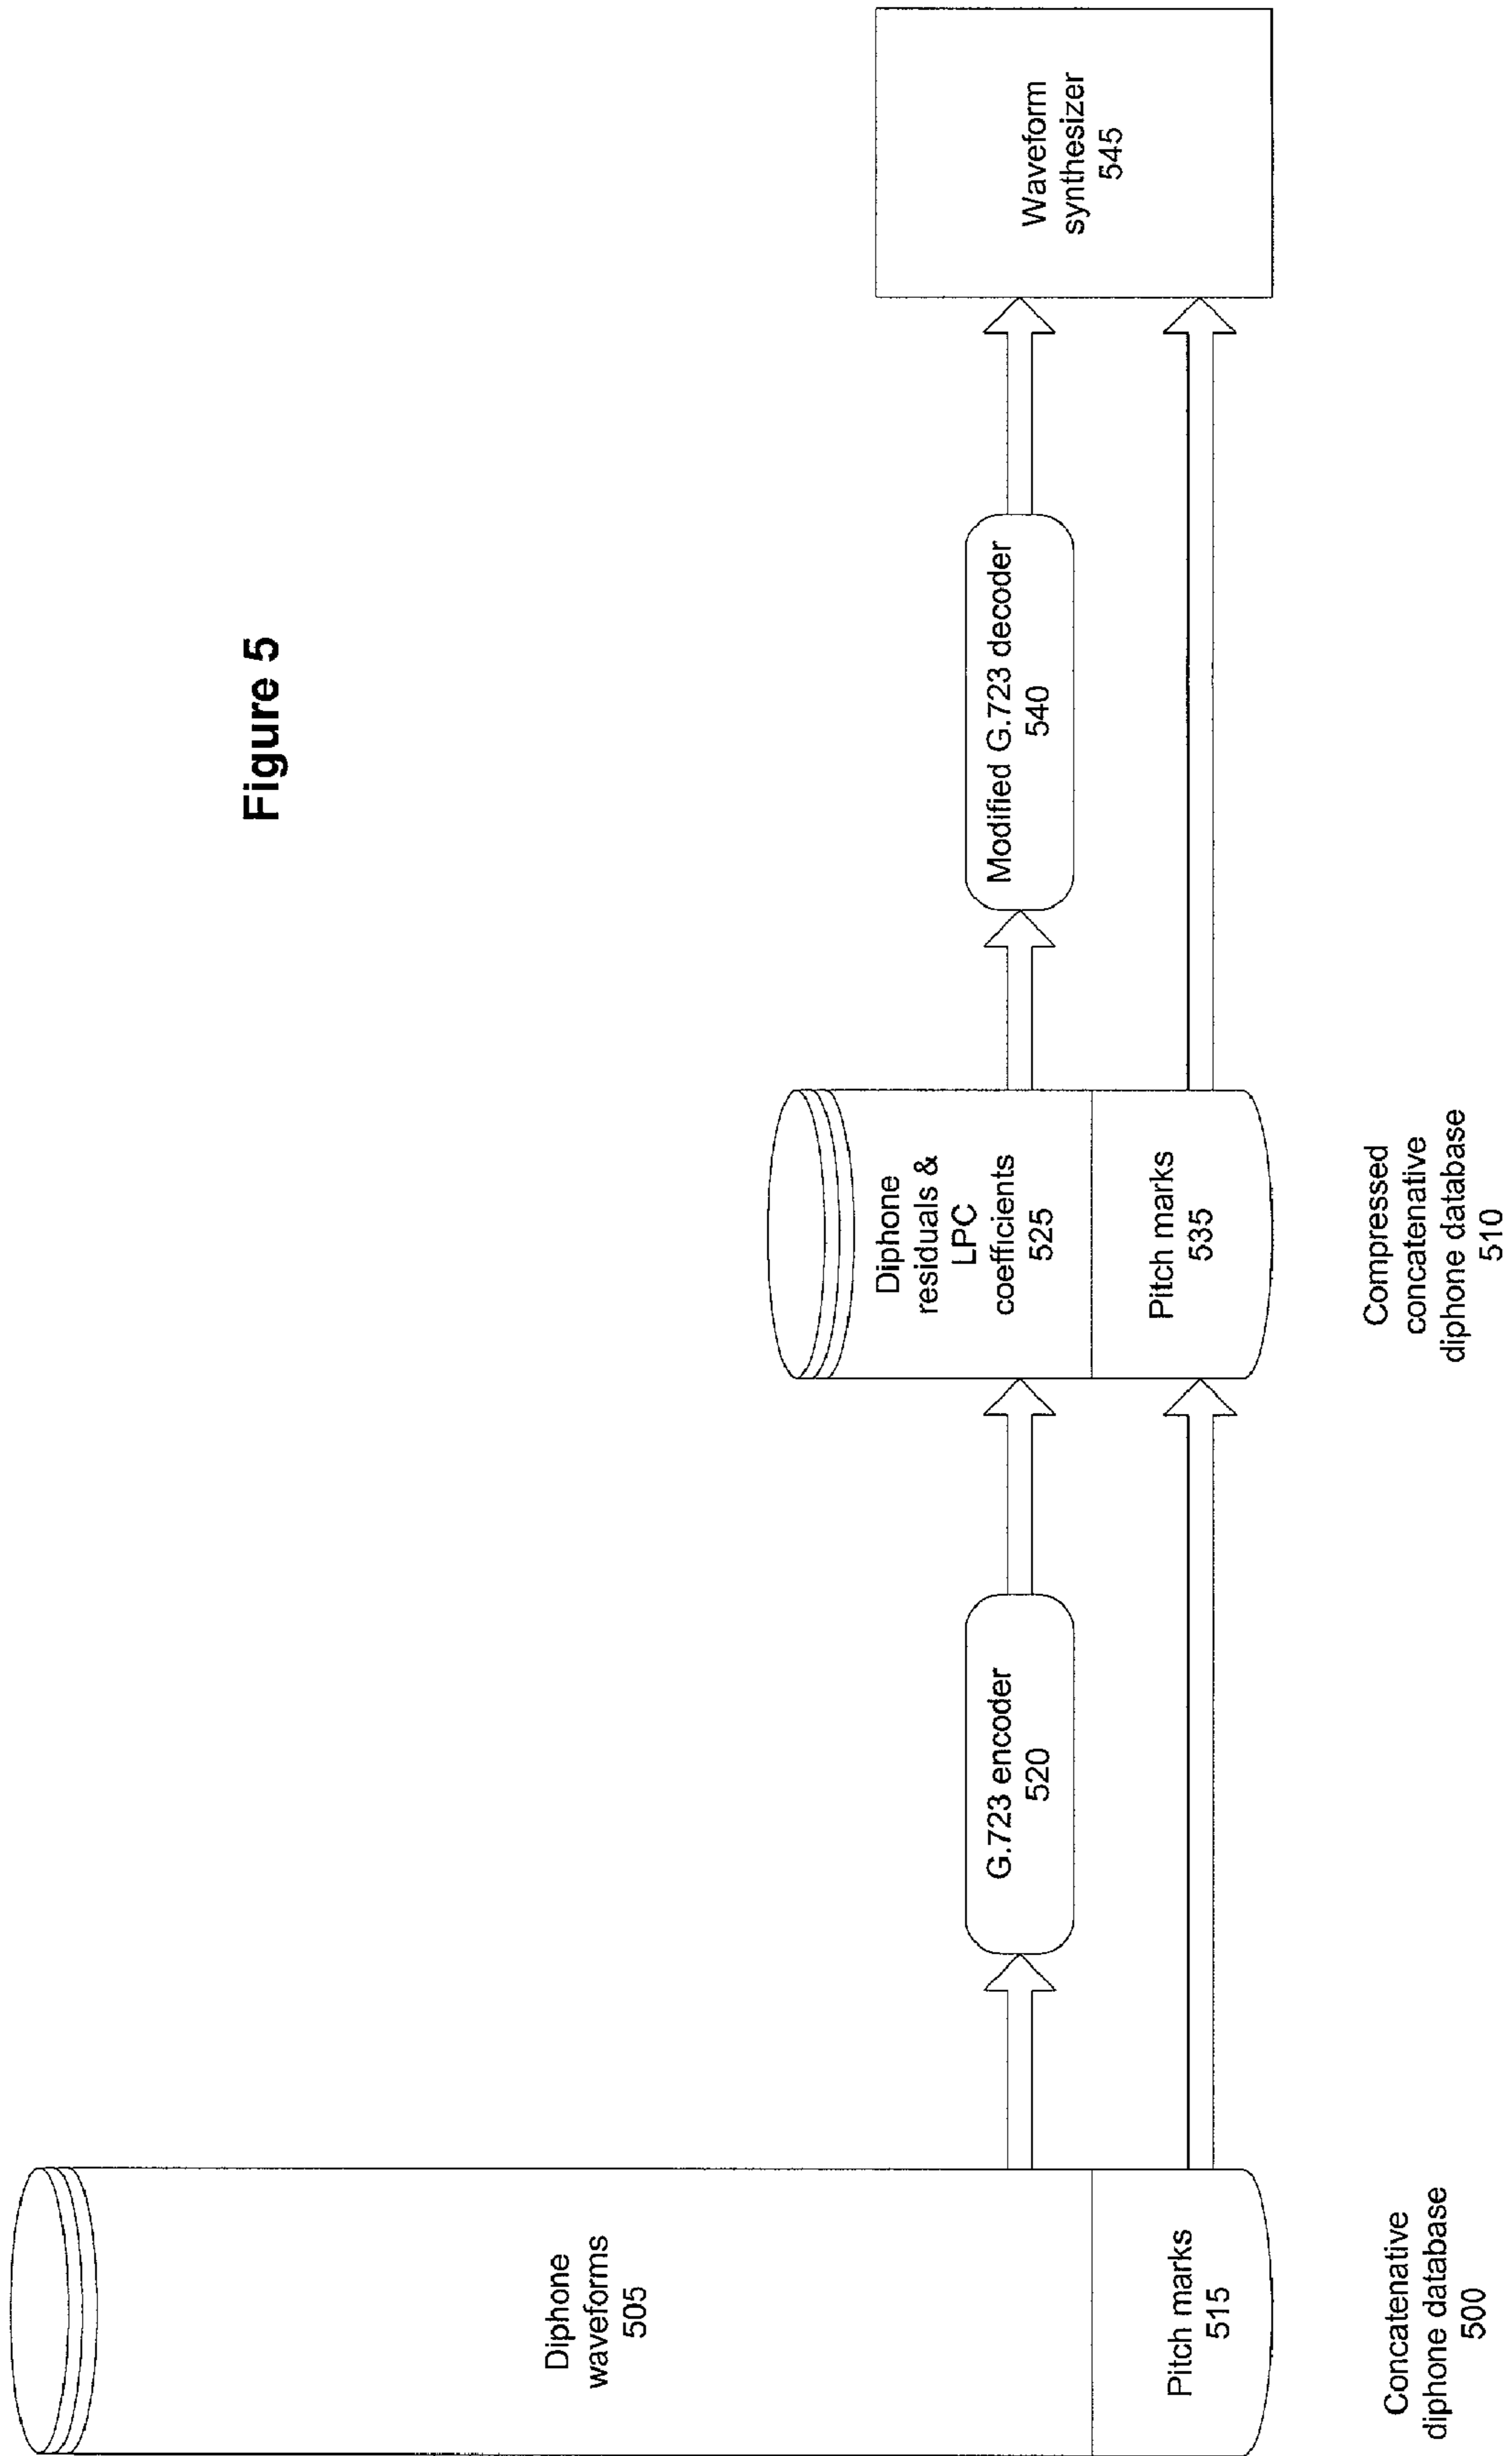 Figure 5
Diphone
waveforms
505
Pitch marks
515
Concatenative
diphone database
500
G.723 encoder
520
Diphone
residuals &
LPC
coefficients
525
Pitch marks
535
Compressed
concatenative
diphone database
510
Modified G.723 decoder
540
Waveform
synthesizer
545